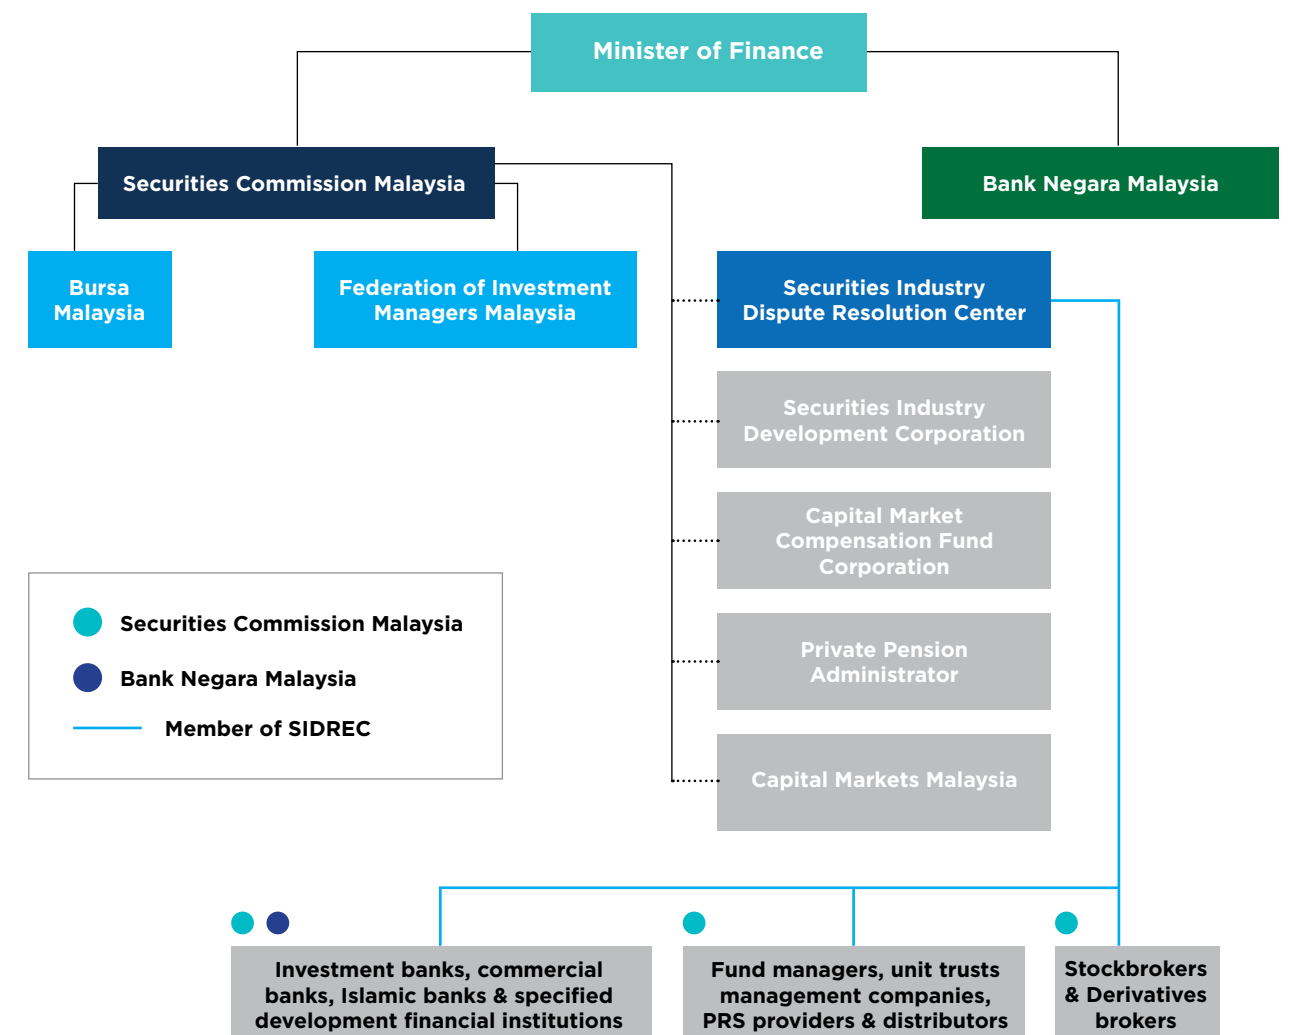 Minister of Finance
Securities Commission Malaysia
Bank Negara Malaysia
Bursa
Malaysia
Federation of Investment
Managers Malaysia
Securities Industry
Dispute Resolution Center
Securities Industry
Development Corporation
Capital Market
Compensation Fund
Corporation
Private Pension
Administrator
Capital Markets Malaysia
Securities Commission Malaysia
Bank Negara Malaysia
Member of SIDREC
Investment banks, commercial
banks, Islamic banks & specified
development financial institutions
Fund managers, unit trusts
management companies,
PRS providers & distributors
Stockbrokers
& Derivatives
brokers